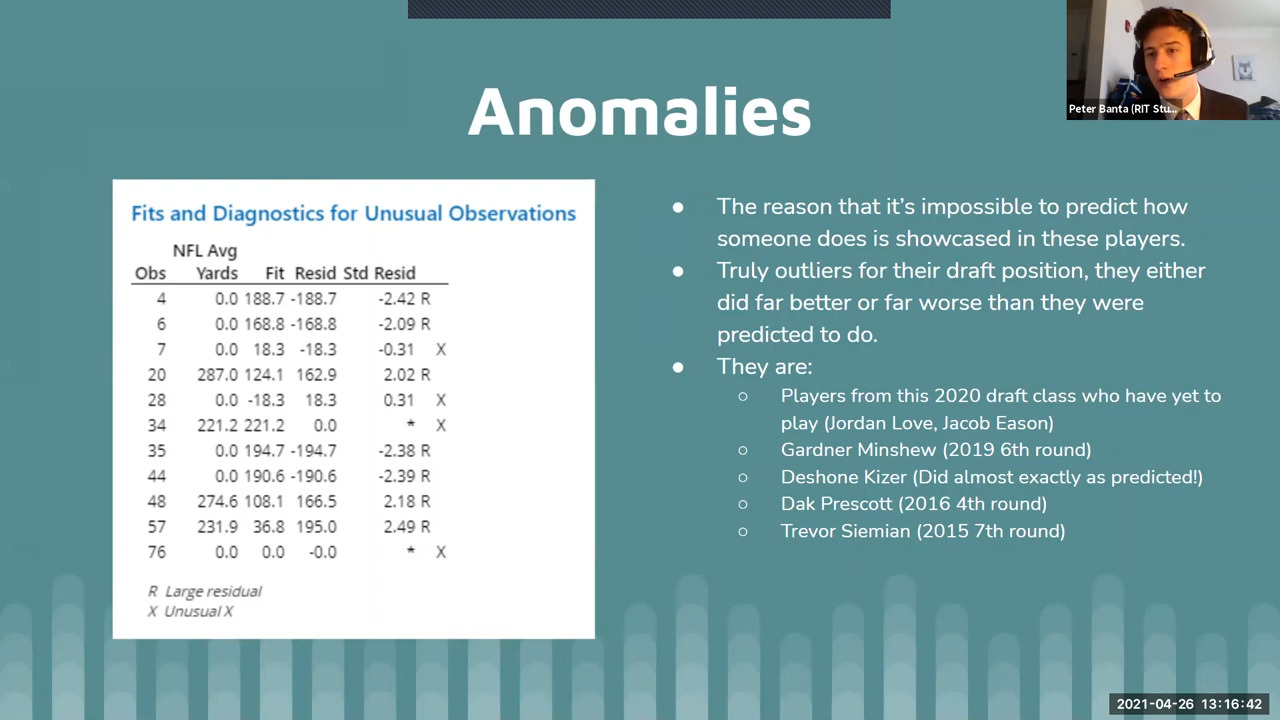 Anomalies
Peter Banta (RIT Stu...
Fits and Diagnostics for Unusual Observations
NFL Avg
Obs Yards Fit Resid Std Resid
4 0.0 188.7 -188.7 -2.42 R
6 0.0 168.8 -168.8 -2.09 R
7 0.0 18.3 -18.3 -0.31 X
20 287.0 124.1 162.9 2.02 R
28 0.0 -18.3 18.3 0.31 X
34 221.2 221.2 0.0 * X
35 0.0 194.7 -194.7 -2.38 R
44 0.0 190.6 -190.6 -2.39 R
48 274.6 108.1 166.5 2.18 R
57 231.9 36.8 195.0 2.49 R
76 0.0 0.0 -0.0 * X
R Large residual
X Unusual X
● The reason that it's impossible to predict how
someone does is showcased in these players.
● Truly outliers for their draft position, they either
did far better or far worse than they were
predicted to do.
● They are:
○ Players from this 2020 draft class who have yet to
play (Jordan Love, Jacob Eason)
○ Gardner Minshew (2019 6th round)
○ Deshone Kizer (Did almost exactly as predicted!)
○ Dak Prescott (2016 4th round)
○ Trevor Siemian (2015 7th round)
2021-04-26 13:16:42